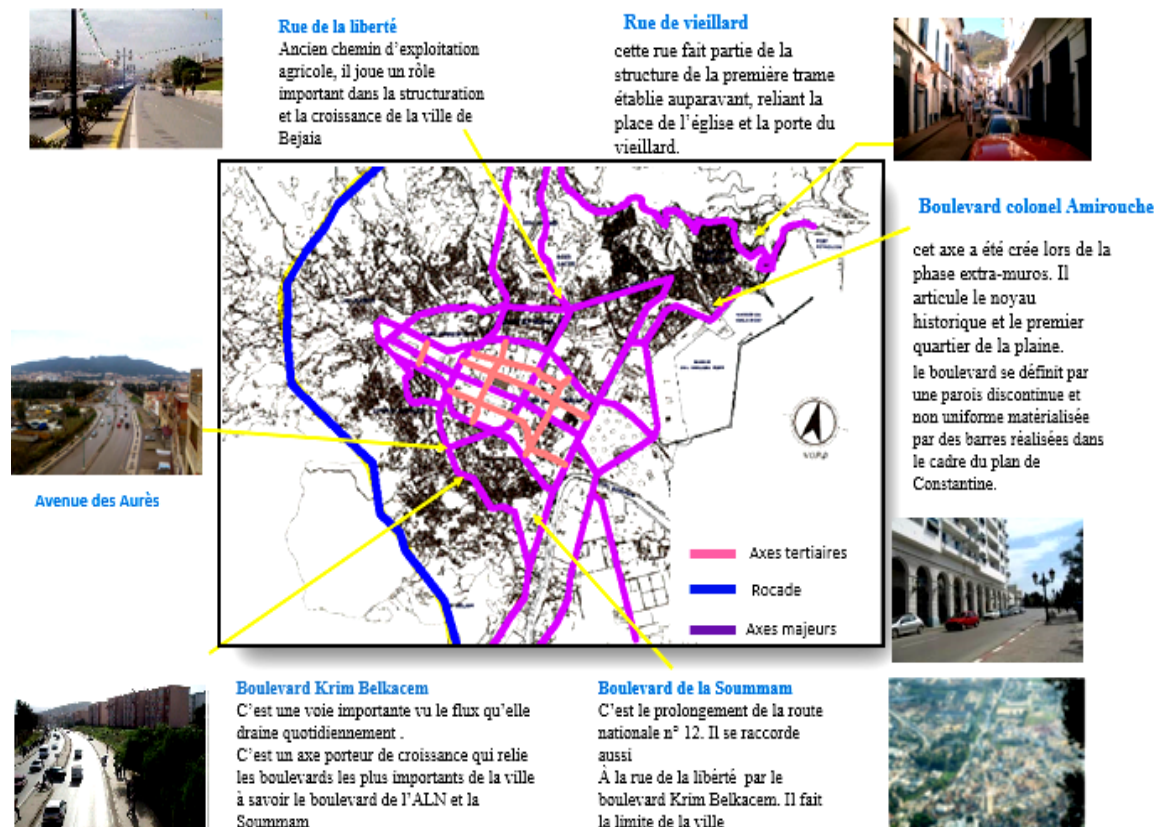 Rue de la liberté
Ancien chemin d'exploitation
agricole, il joue un rôle
important dans la structuration
et la croissance de la ville de
Bejaia
Rue de vieillard
cette rue fait partie de la
structure de la première trame
établie auparavant, reliant la
place de l'église et la porte du
vieillard.
Boulevard colonel Amirouche
cet axe a été crée lors de la
phase extra-muros. Il
articule le noyau
historique et le premier
quartier de la plaine.
le boulevard se définit par
une parois discontinue et
non uniforme matérialisée
par des barres réalisées dans
le cadre du plan de
Constantine.
Avenue des Aurès
Axes tertiaires
Rocade
Axes majeurs
Boulevard Krim Belkacem
C'est une voie importante vu le flux qu'elle
draine quotidiennement .
C'est un axe porteur de croissance qui relie
les boulevards les plus importants de la ville
à savoir le boulevard de l'ALN et la
Soummam
Boulevard de la Soummam
C'est le prolongement de la route
nationale n° 12. Il se raccorde
aussi
À la rue de la libérté par le
boulevard Krim Belkacem. Il fait
la limite de la ville